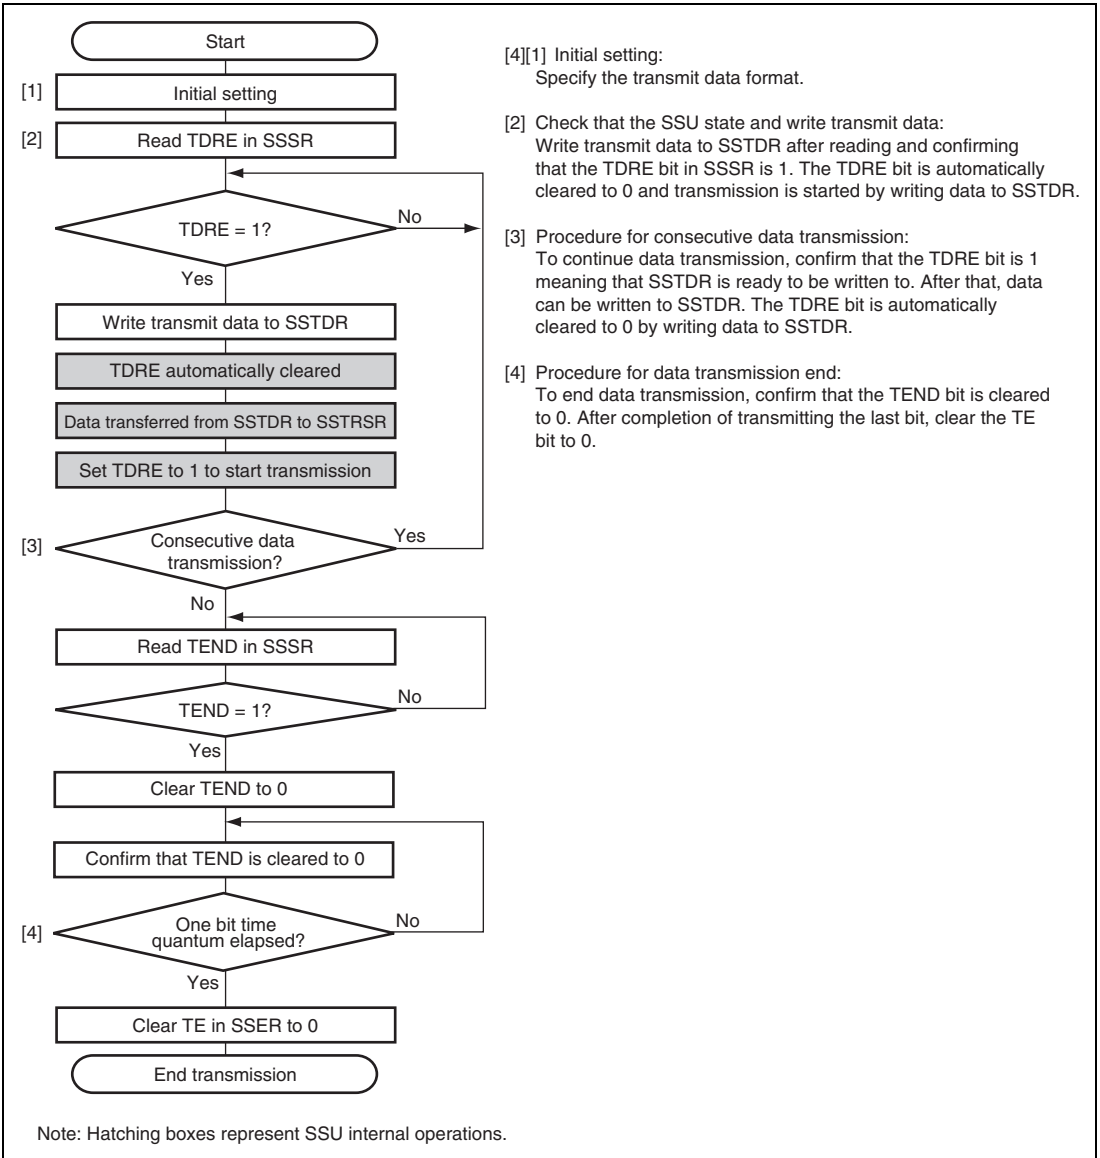 Start
[1]
Initial setting
[2]
Read TDRE in SSSR
TDRE = 1?
No
Yes
Write transmit data to SSTDR
TDRE automatically cleared
Data transferred from SSTDR to SSTRSR
Set TDRE to 1 to start transmission
[3]
Consecutive data
transmission?
Yes
No
Read TEND in SSSR
TEND = 1?
No
Yes
Clear TEND to 0
Confirm that TEND is cleared to 0
[4]
One bit time
quantum elapsed?
No
Yes
Clear TE in SSER to 0
End transmission
[4][1] Initial setting:
Specify the transmit data format.
[2] Check that the SSU state and write transmit data:
Write transmit data to SSTDR after reading and confirming
that the TDRE bit in SSSR is 1. The TDRE bit is automatically
cleared to 0 and transmission is started by writing data to SSTDR.
[3] Procedure for consecutive data transmission:
To continue data transmission, confirm that the TDRE bit is 1
meaning that SSTDR is ready to be written to. After that, data
can be written to SSTDR. The TDRE bit is automatically
cleared to 0 by writing data to SSTDR.
[4] Procedure for data transmission end:
To end data transmission, confirm that the TEND bit is cleared
to 0. After completion of transmitting the last bit, clear the TE
bit to 0.
Note: Hatching boxes represent SSU internal operations.